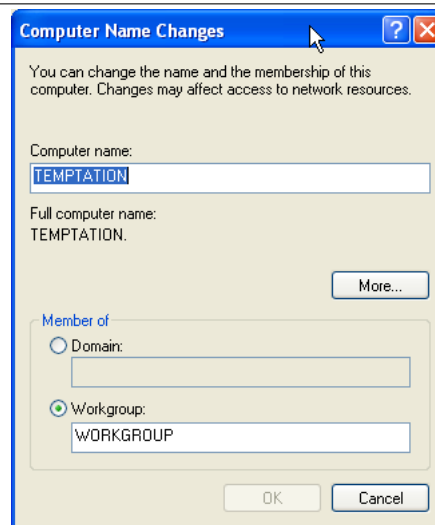 Computer Name Changes
You can change the name and the membership of this
computer. Changes may affect access to network resources.
Computer name:
TEMPTATION
Full computer name:
TEMPTATION.
More...
Member of
Domain:
Workgroup:
WORKGROUP
OK Cancel